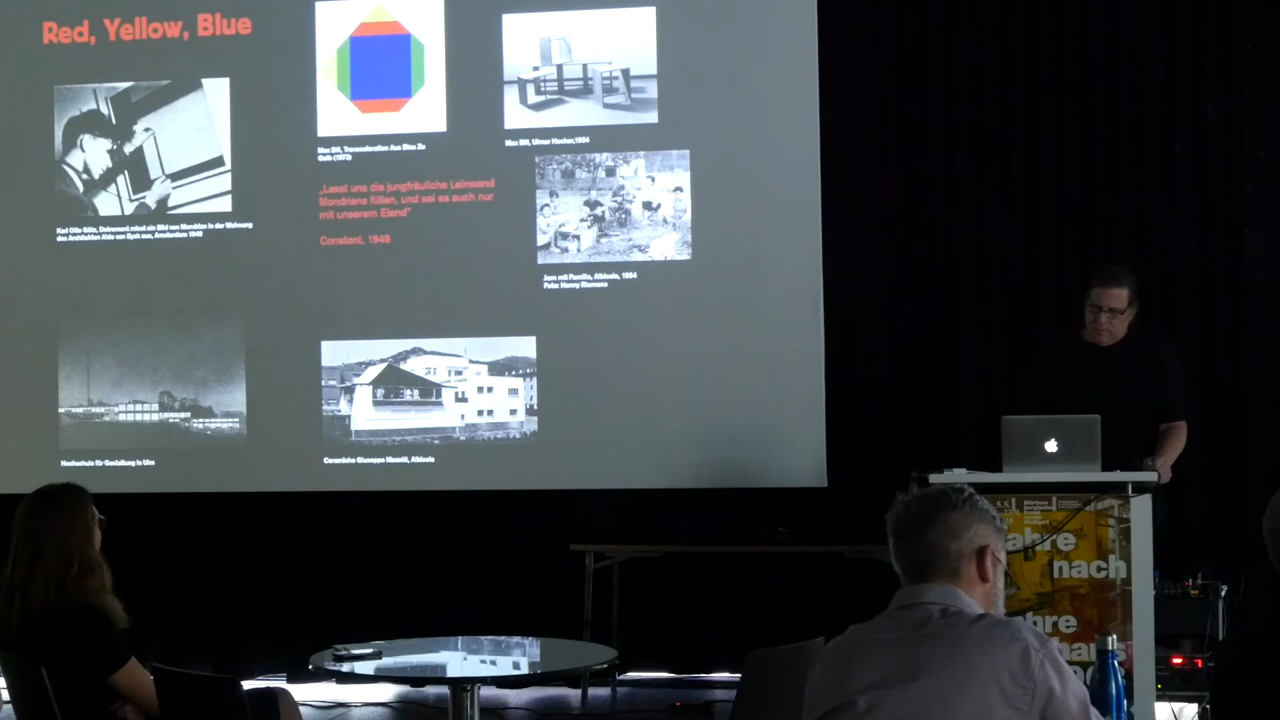 Red, Yellow, Blue
Max Bill, Transcoloration Aus Blau Zu
Gelb (1972)
Max Bill, Ulmer Hocker, 1954
Karl Otto Götz, Dotremont misst ein Bild von Mondrian in der Wohnung
des Architekten Aldo van Eyck aus, Amsterdam 1949
„Lasst uns die jungfräuliche Leinwand
Mondrians füllen, und sei es auch nur
mit unserem Elend"
Constant, 1948
Jorn mit Familie, Albisola, 1954
Foto: Henny Riemens
Hochschule für Gestaltung in Ulm
Ceramiche Giuseppe Mazotti, Albisola
ahre
nach
ahre